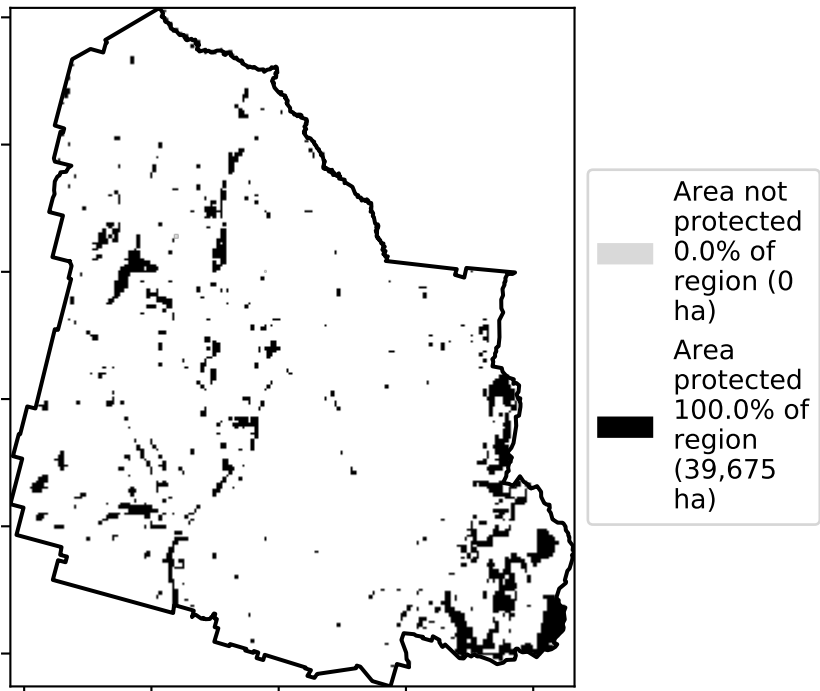 Area not
protected
0.0% of
region (0
ha)
Area
protected
100.0% of
region
(39,675
ha)